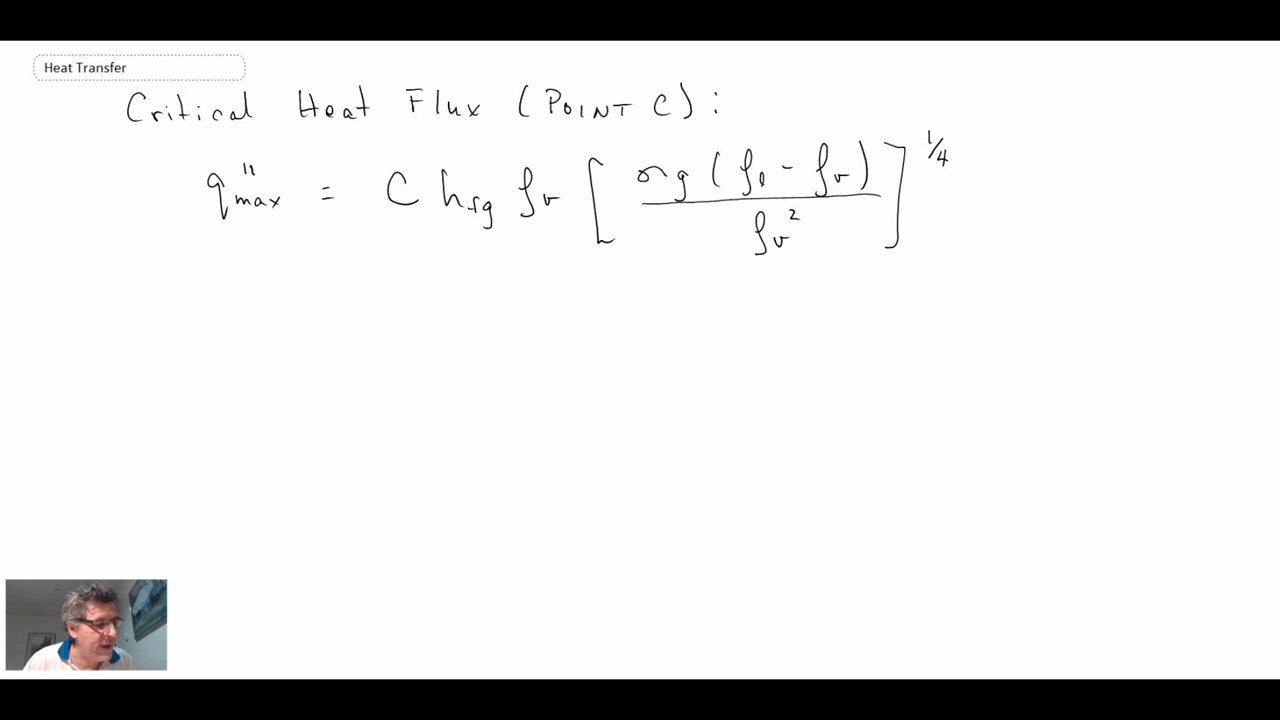 Heat Transfer
Critical Heat Flux (POINT C):
q''max = C hfg ρv [ σg (ρl - ρv) / ρv² ]^1/4